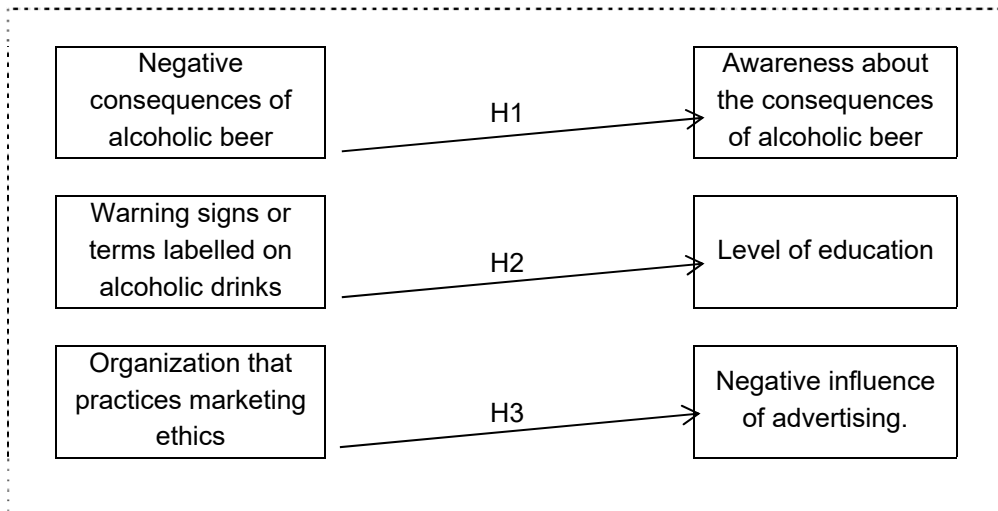 Negative
consequences of
alcoholic beer
H1
Awareness about
the consequences
of alcoholic beer
Warning signs or
terms labelled on
alcoholic drinks
H2
Level of education
Organization that
practices marketing
ethics
H3
Negative influence
of advertising.